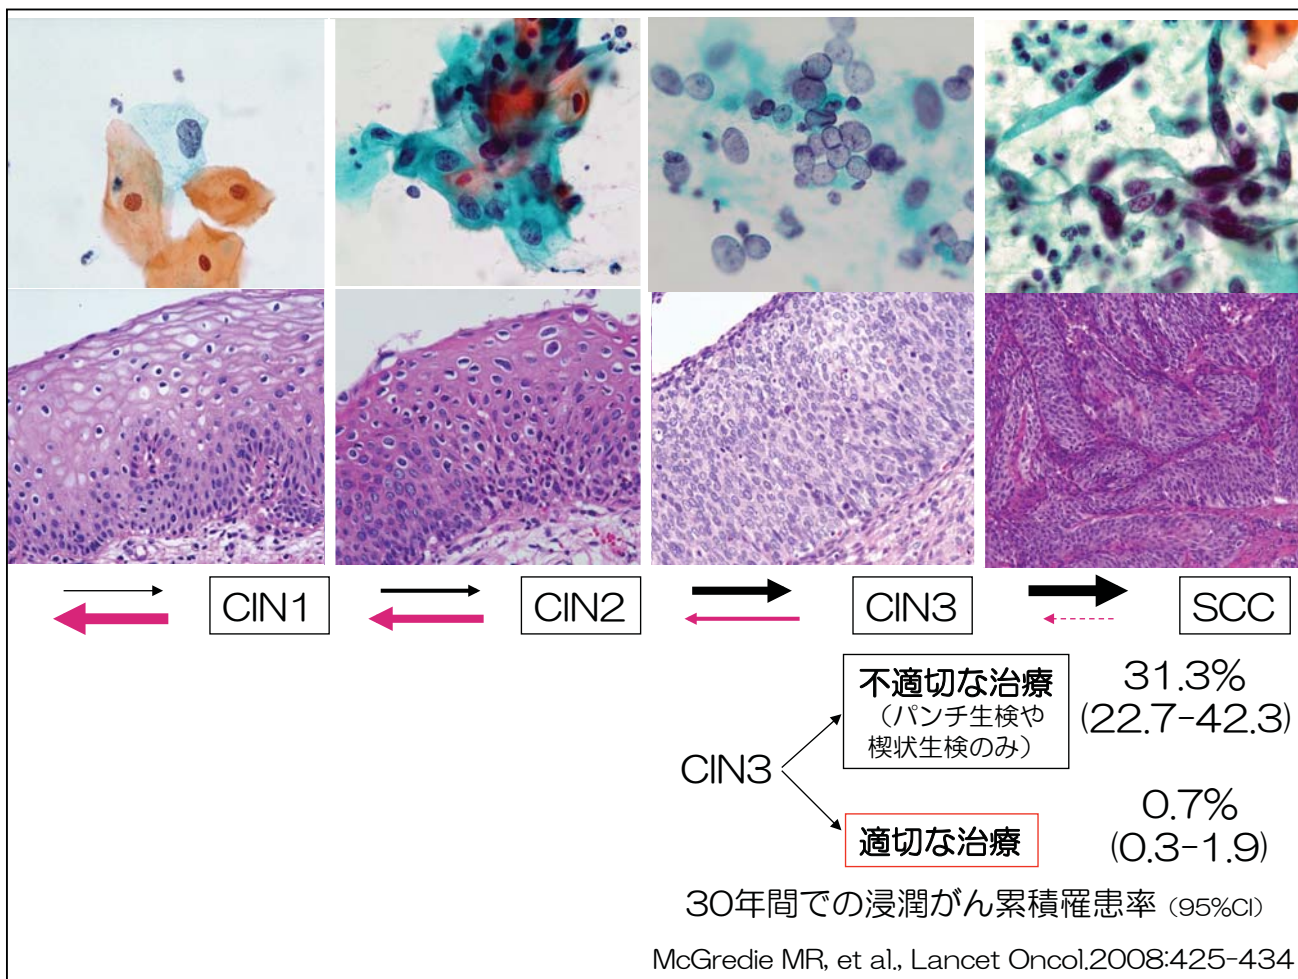 CIN1
CIN2
CIN3
SCC
不適切な治療
（パンチ生検や
楔状生検のみ）
31.3%
(22.7-42.3)
CIN3
適切な治療
0.7%
(0.3-1.9)
30年間での浸潤がん累積罹患率（95%CI）
McGredie MR, et al., Lancet Oncol.2008:425-434